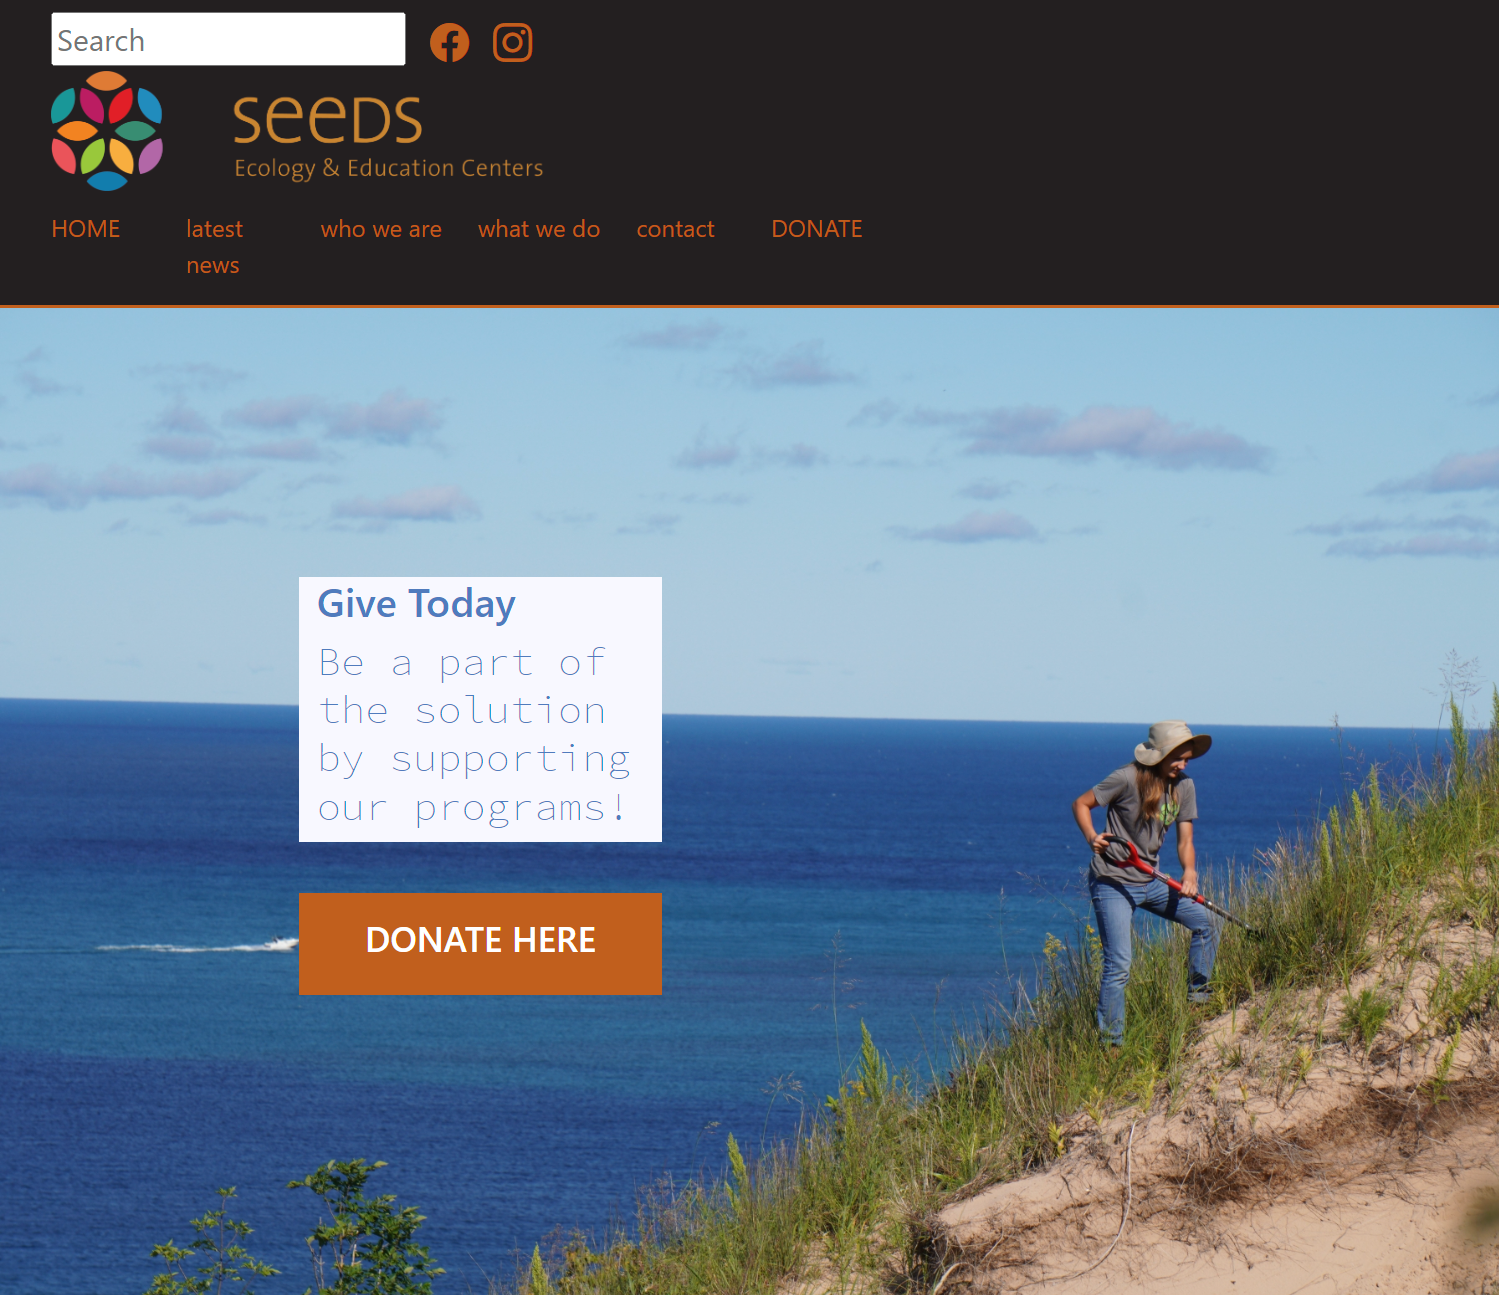 Search
seeds
Ecology & Education Centers
HOME latest who we are what we do contact DONATE
news
Give Today
Be a part of
the solution
by supporting
our programs!
DONATE HERE